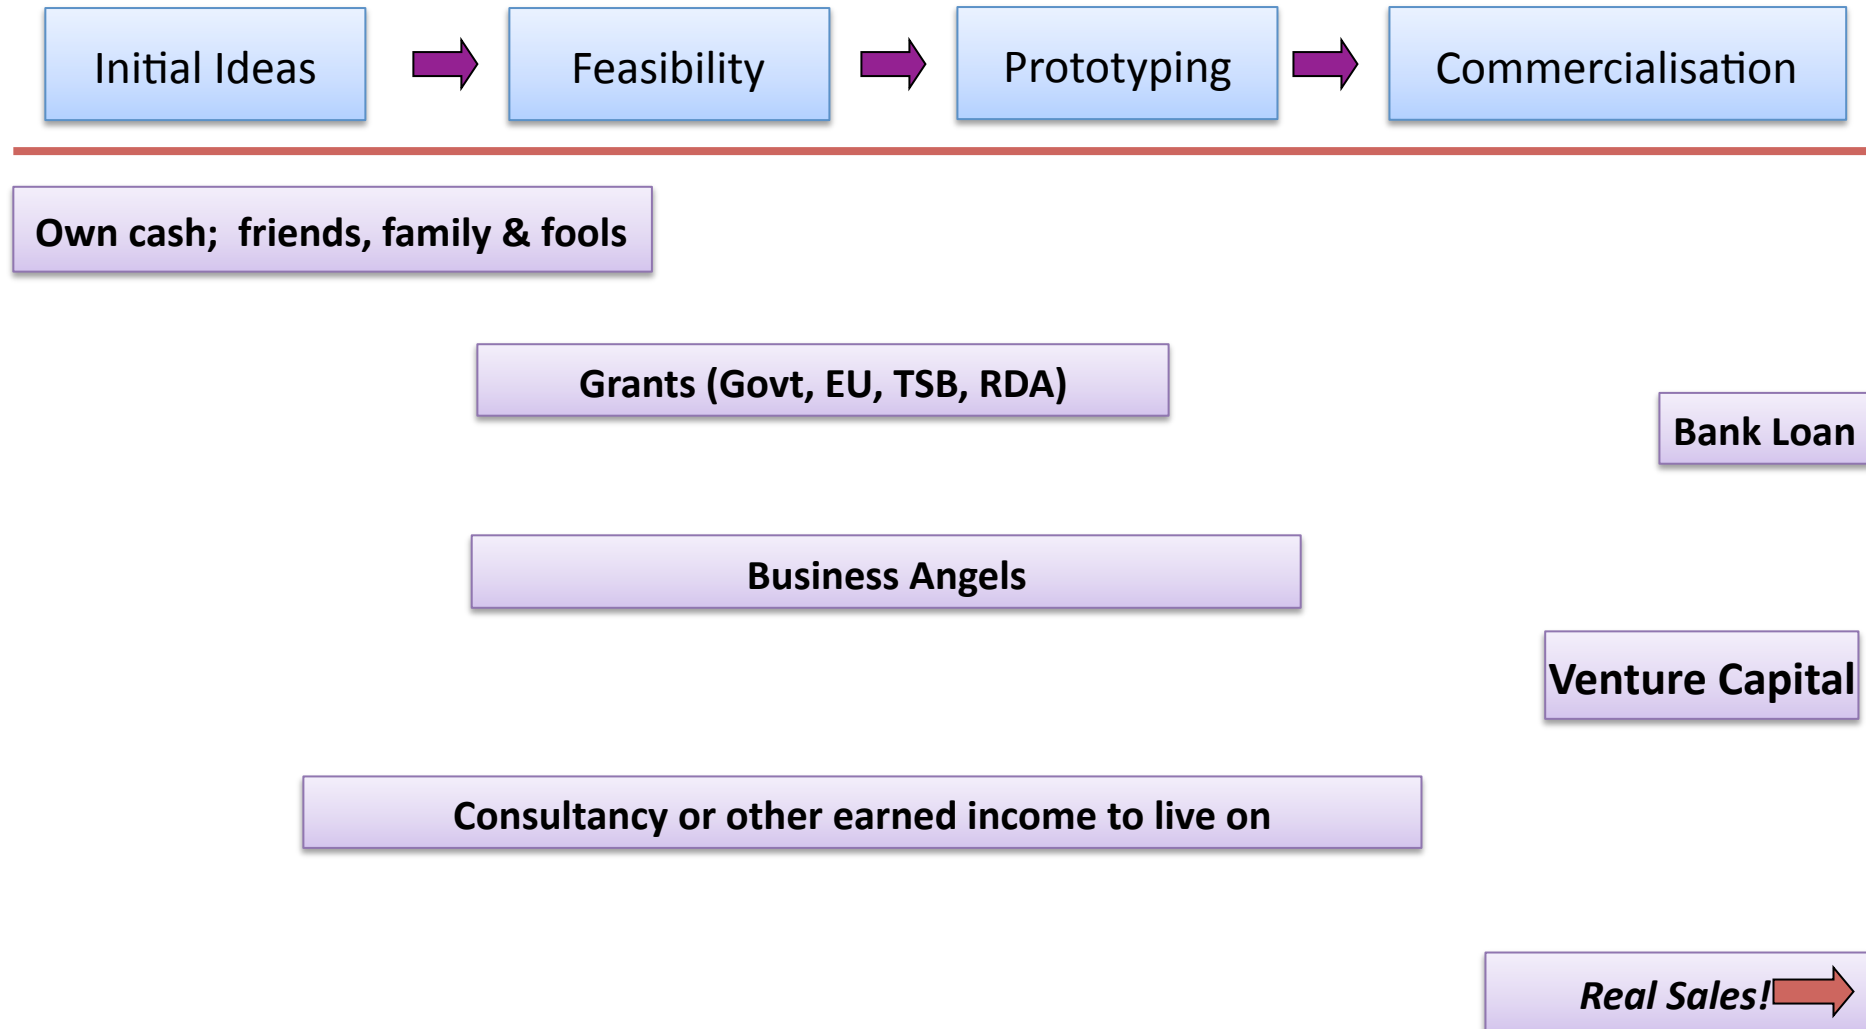 Initial Ideas
Feasibility
Prototyping
Commercialisation
Own cash;  friends, family & fools
Grants (Govt, EU, TSB, RDA)
Bank Loan
Business Angels
Venture Capital
Consultancy or other earned income to live on
Real Sales!